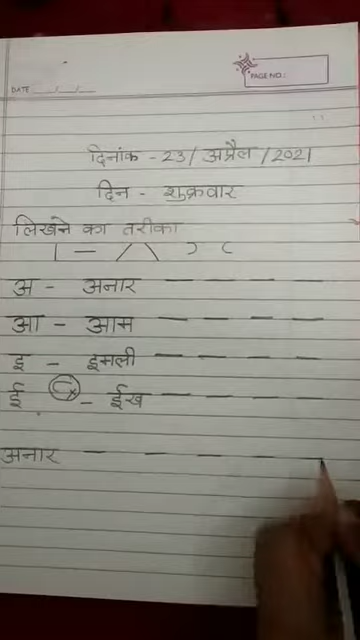 DATE
PAGE NO.:
दिनांक - 23/ अप्रैल /2021
दिन - शुक्रवार
लिखने का तरीका
| — / \ ) (
अ - अनार — — — —
आ - आम — — — —
इ - इमली — — — —
ई - ईख — — — —
अनार — — — — —